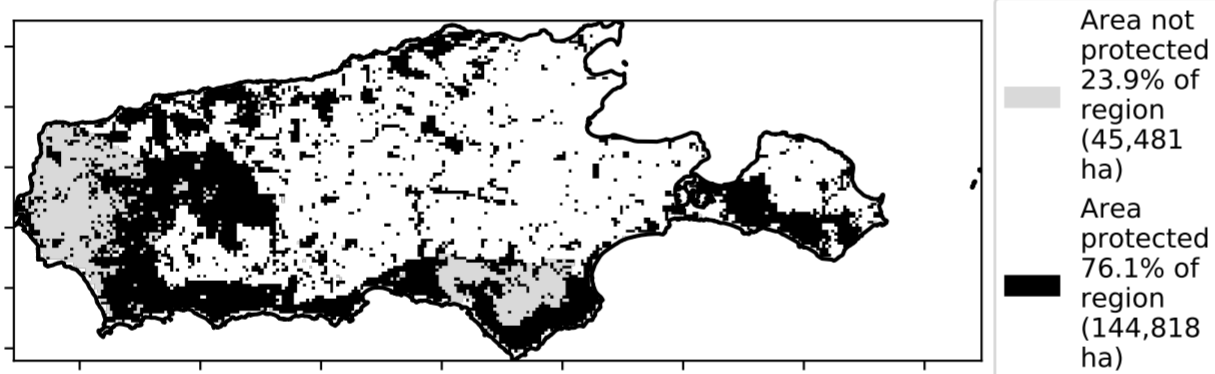 Area not
protected
23.9% of
region
(45,481
ha)
Area
protected
76.1% of
region
(144,818
ha)